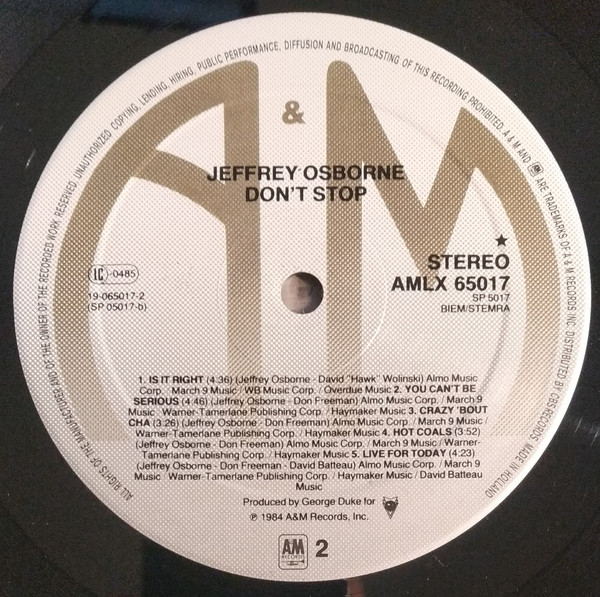 ALL RIGHTS OF THE MANUFACTURER AND OF THE OWNER OF THE RECORDED WORK RESERVED. UNAUTHORIZED COPYING, LENDING, HIRING, PUBLIC PERFORMANCE, DIFFUSION AND BROADCASTING OF THIS RECORDING PROHIBITED. A & M AND AM ARE TRADEMARKS OF A & M RECORDS INC. DISTRIBUTED BY CBS RECORDS MADE IN HOLLAND
A & M
JEFFREY OSBORNE
DON'T STOP
★
STEREO
AMLX 65017
SP 5017
BIEM/STEMRA
LC-0485
19-065017-2
(SP 05017-b)
1. IS IT RIGHT (4:36) (Jeffrey Osborne - David "Hawk" Wolinski) Almo Music
Corp. / March 9 Music / WB Music Corp. / Overdue Music 2. YOU CAN'T BE
SERIOUS (4:46) (Jeffrey Osborne - Don Freeman) Almo Music Corp. / March 9
Music / Warner-Tamerlane Publishing Corp. / Haymaker Music 3. CRAZY 'BOUT
CHA (3:26) (Jeffrey Osborne - Don Freeman) Almo Music Corp. / March 9 Music /
Warner-Tamerlane Publishing Corp. / Haymaker Music 4. HOT COALS (3:52)
(Jeffrey Osborne - Don Freeman) Almo Music Corp. / March 9 Music / Warner-
Tamerlane Publishing Corp. / Haymaker Music 5. LIVE FOR TODAY (4:23)
(Jeffrey Osborne - Don Freeman - David Batteau) Almo Music Corp. / March 9
Music / Warner-Tamerlane Publishing Corp. / Haymaker Music / David Batteau
Music
Produced by George Duke for
℗ 1984 A&M Records, Inc.
A&M RECORDS 2